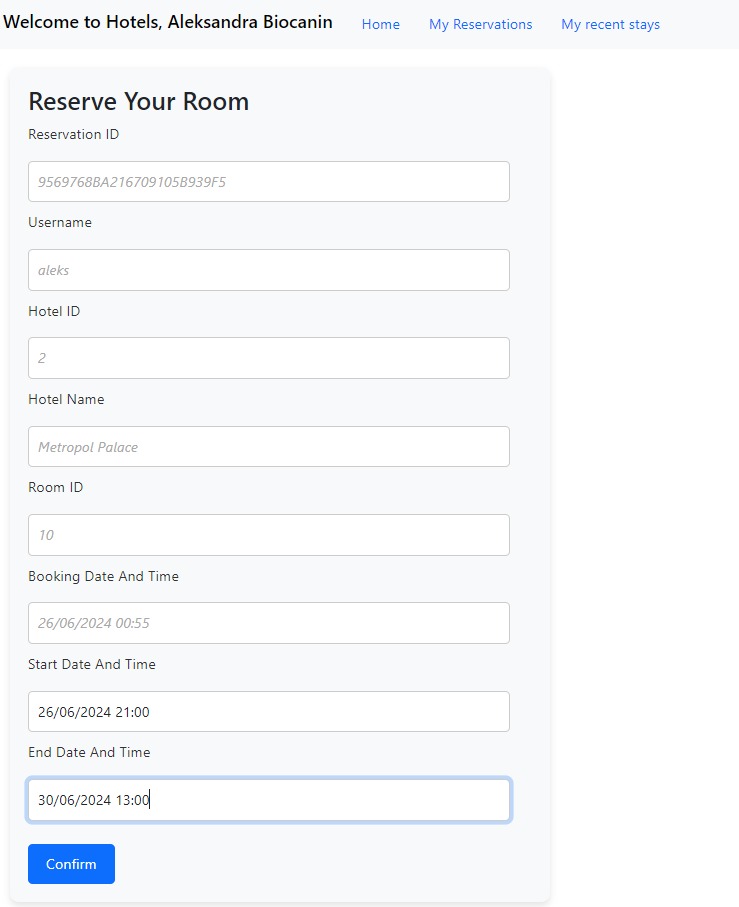 Welcome to Hotels, Aleksandra Biocanin Home My Reservations My recent stays
Reserve Your Room
Reservation ID
9569768BA216709105B939F5
Username
aleks
Hotel ID
2
Hotel Name
Metropol Palace
Room ID
10
Booking Date And Time
26/06/2024 00:55
Start Date And Time
26/06/2024 21:00
End Date And Time
30/06/2024 13:00
Confirm